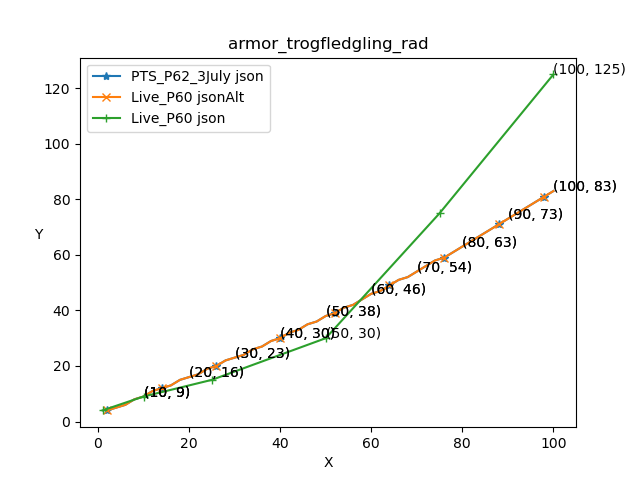 armor_trogfledgling_rad
PTS_P62_3July json
Live_P60 jsonAlt
Live_P60 json
(100, 125)
(100, 83)
(90, 73)
(80, 63)
(70, 54)
(60, 46)
(50, 38)
(40, 30)
(50, 30)
(30, 23)
(20, 16)
(10, 9)
Y
120
100
80
60
40
20
0
0 20 40 60 80 100
X